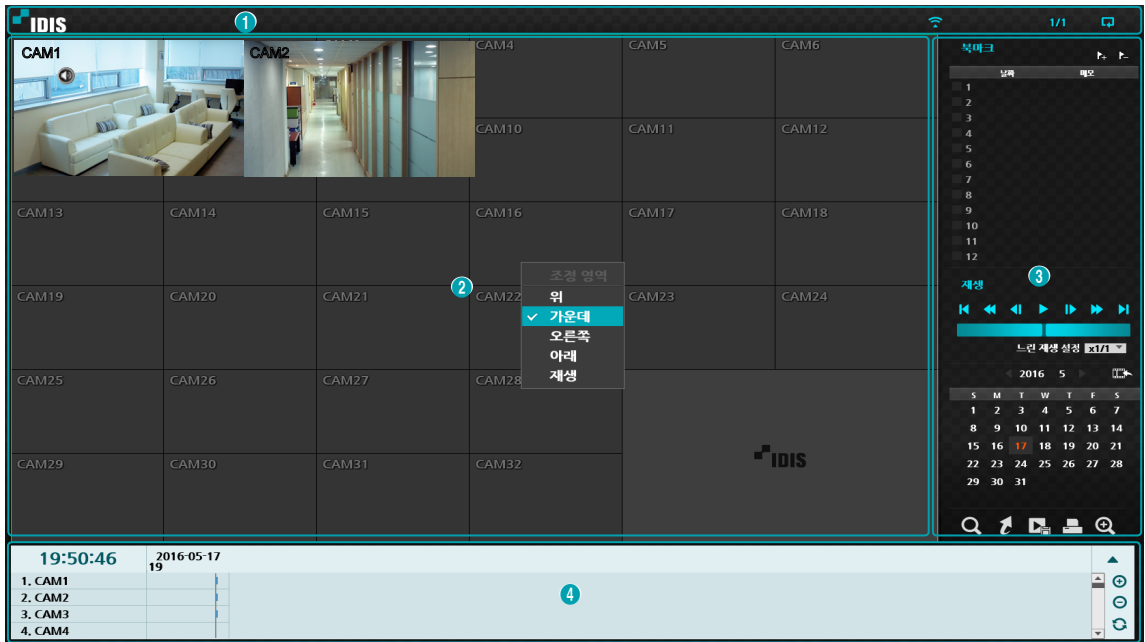 IDIS
1
1/1
CAM1
CAM2
CAM4
CAM5
CAM6
CAM10
CAM11
CAM12
CAM13
CAM14
CAM15
CAM16
CAM17
CAM18
CAM19
CAM20
CAM21
2
CAM22
CAM23
CAM24
CAM25
CAM26
CAM27
CAM28
CAM29
CAM30
CAM31
CAM32
IDIS
조정 영역
위
가운데
오른쪽
아래
재생
북마크
날짜 메모
1
2
3
4
5
6
7
8
9
10
11
12
3
재생
느린 재생 설정 x1/1
2016 5
S M T W T F S
1 2 3 4 5 6 7
8 9 10 11 12 13 14
15 16 17 18 19 20 21
22 23 24 25 26 27 28
29 30 31
19:50:46
2016-05-17
19
1. CAM1
2. CAM2
3. CAM3
4. CAM4
4